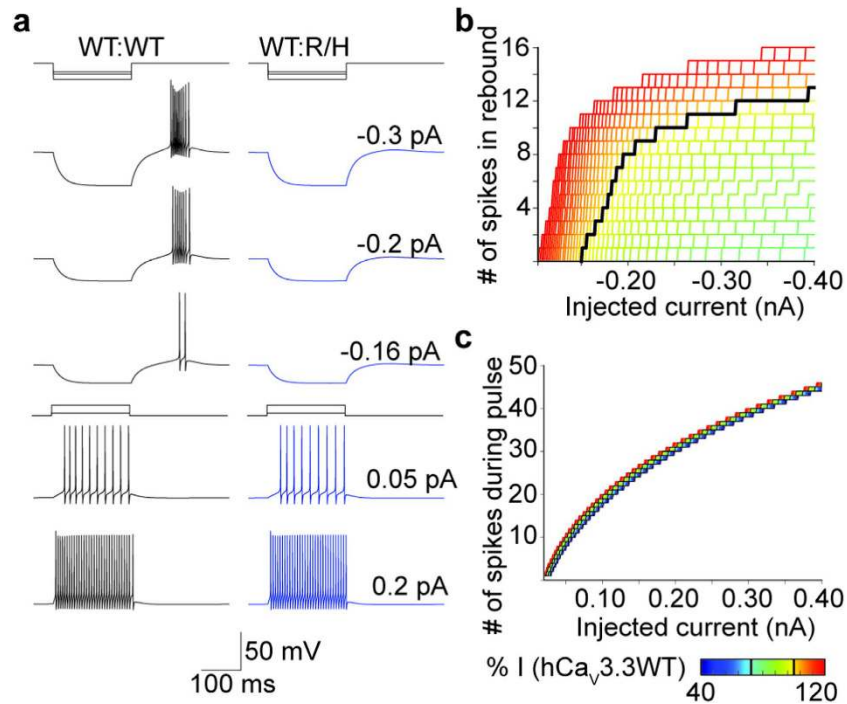 a
WT:WT
WT:R/H
-0.3 pA
-0.2 pA
-0.16 pA
0.05 pA
0.2 pA
50 mV
100 ms
b
# of spikes in rebound
16
12
8
4
-0.20
-0.30
-0.40
Injected current (nA)
c
# of spikes during pulse
50
40
30
20
10
0.10
0.20
0.30
0.40
Injected current (nA)
% I (hCaV3.3WT)
40
120